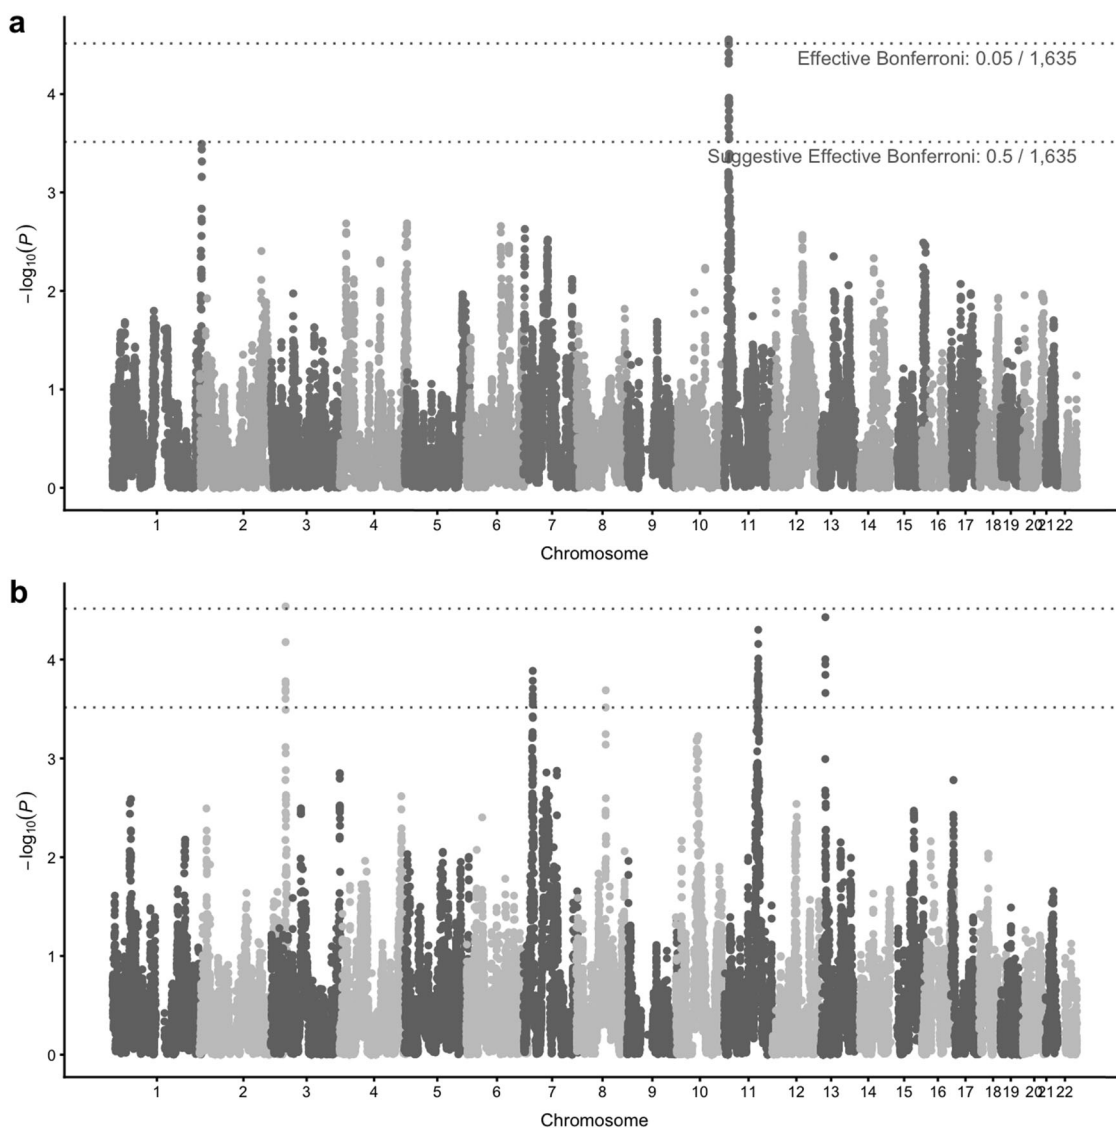 a
Effective Bonferroni: 0.05 / 1,635
4
Suggestive Effective Bonferroni: 0.5 / 1,635
3
−log10(P)
2
1
0
1 2 3 4 5 6 7 8 9 10 11 12 13 14 15 16 17 18 19 20 21 22
Chromosome
b
4
3
−log10(P)
2
1
0
1 2 3 4 5 6 7 8 9 10 11 12 13 14 15 16 17 18 19 20 21 22
Chromosome